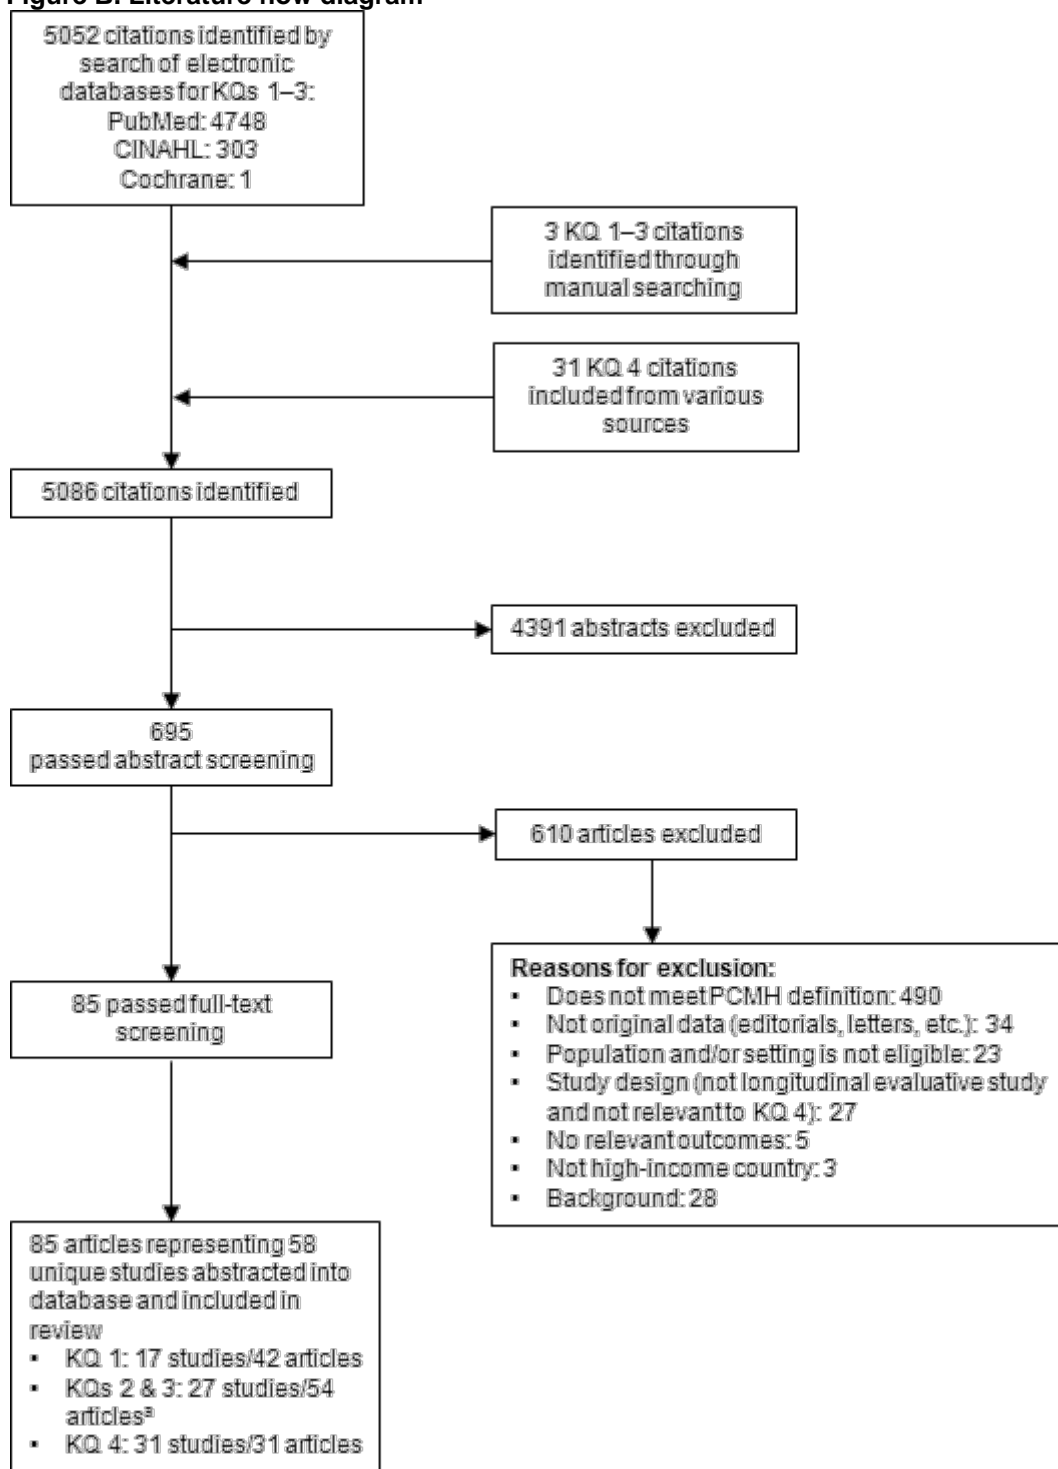 Figure B. Literature flow diagram
5052 citations identified by
search of electronic
databases for KQs 1–3:
PubMed: 4748
CINAHL: 303
Cochrane: 1
3 KQ 1–3 citations
identified through
manual searching
31 KQ 4 citations
included from various
sources
5086 citations identified
4391 abstracts excluded
695
passed abstract screening
610 articles excluded
Reasons for exclusion:
▪ Does not meet PCMH definition: 490
▪ Not original data (editorials, letters, etc.): 34
▪ Population and/or setting is not eligible: 23
▪ Study design (not longitudinal evaluative study
and not relevant to KQ 4): 27
▪ No relevant outcomes: 5
▪ Not high-income country: 3
▪ Background: 28
85 passed full-text
screening
85 articles representing 58
unique studies abstracted into
database and included in
review
▪ KQ 1: 17 studies/42 articles
▪ KQs 2 & 3: 27 studies/54
articlesᵃ
▪ KQ 4: 31 studies/31 articles